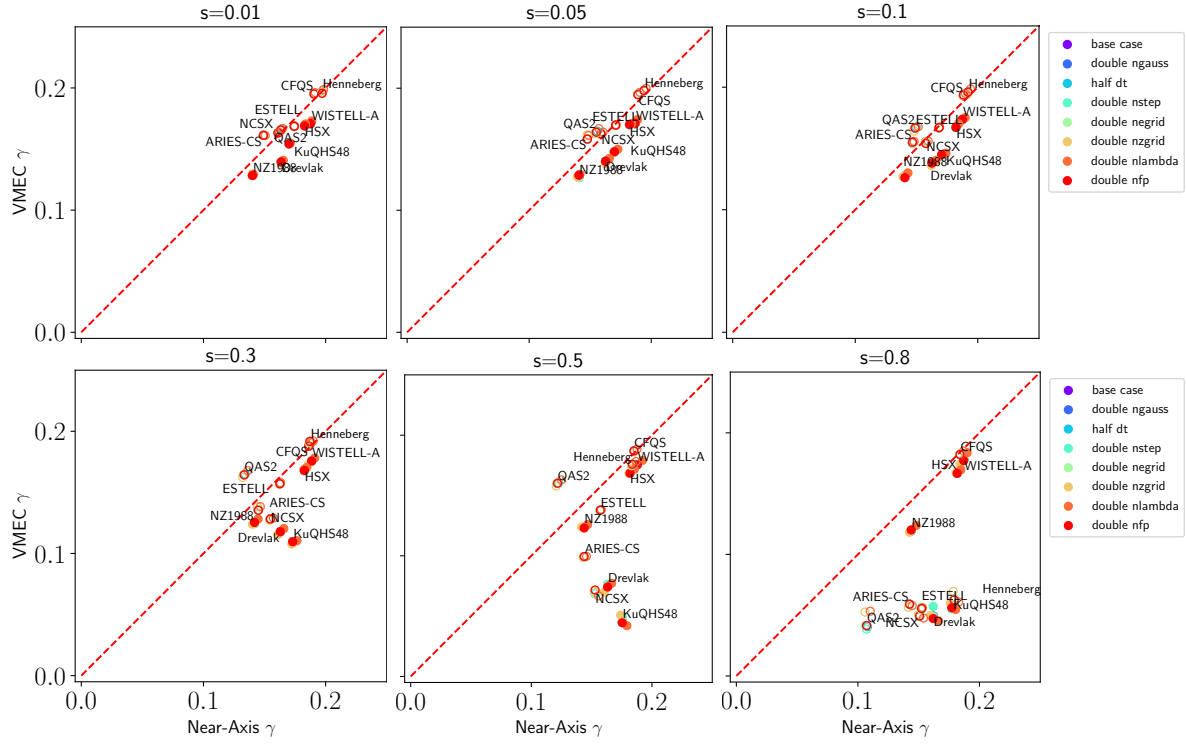 s=0.01
s=0.05
s=0.1
VMEC γ
0.2
0.1
0.0
CFQS
Henneberg
ESTELL
WISTELL-A
NCSX
HSX
QAS2
ARIES-CS
KuQHS48
NZ1988
Drevlak
CFQS
QAS2
ESTELL
WISTELL-A
HSX
ARIES-CS
NCSX
KuQHS48
Drevlak
NZ1988
Henneberg
WISTELL-A
QAS2
ESTELL
ARIES-CS
HSX
NCSX
KuQHS48
NZ1988
Drevlak
base case
double ngauss
half dt
double nstep
double negrid
double nzgrid
double nlambda
double nfp
s=0.3
s=0.5
s=0.8
VMEC γ
0.2
0.1
0.0
Henneberg
CFQS
WISTELL-A
QAS2
HSX
ESTELL
ARIES-CS
NZ1988
NCSX
Drevlak
KuQHS48
CFQS
Henneberg
WISTELL-A
QAS2
HSX
ESTELL
NZ1988
ARIES-CS
Drevlak
NCSX
KuQHS48
CFQS
HSX
WISTELL-A
NZ1988
Henneberg
ARIES-CS
ESTELL
KuQHS48
QAS2
NCSX
Drevlak
base case
double ngauss
half dt
double nstep
double negrid
double nzgrid
double nlambda
double nfp
0.0
0.1
0.2
0.0
0.1
0.2
0.0
0.1
0.2
Near-Axis γ
Near-Axis γ
Near-Axis γ